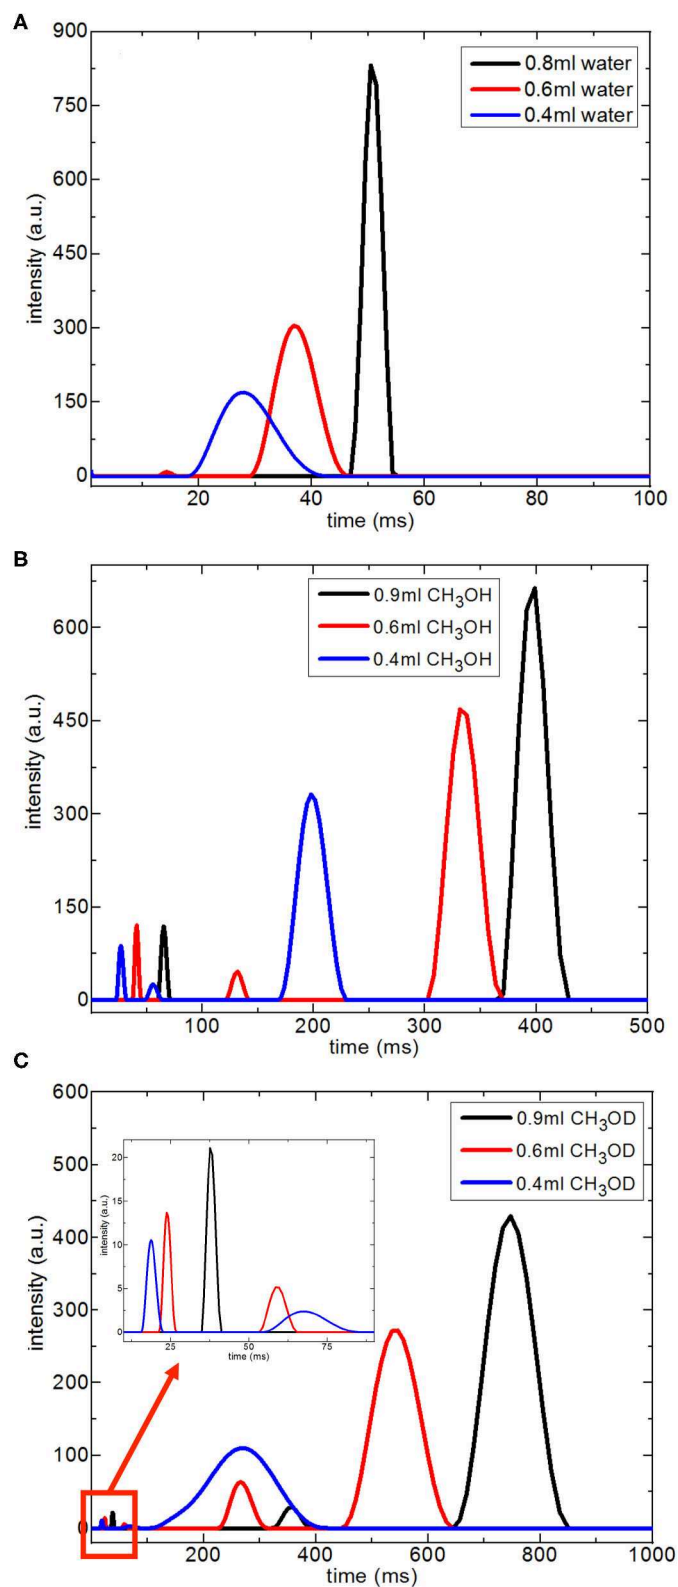 A
900
750
600
450
300
150
0
intensity (a.u.)
0.8ml water
0.6ml water
0.4ml water
20 40 60 80 100
time (ms)
B
600
450
300
150
0
intensity (a.u.)
0.9ml CH3OH
0.6ml CH3OH
0.4ml CH3OH
100 200 300 400 500
time (ms)
C
600
500
400
300
200
100
0
intensity (a.u.)
0.9ml CH3OD
0.6ml CH3OD
0.4ml CH3OD
20
15
10
5
0
intensity (a.u.)
25 50 75
time (ms)
200 400 600 800 1000
time (ms)